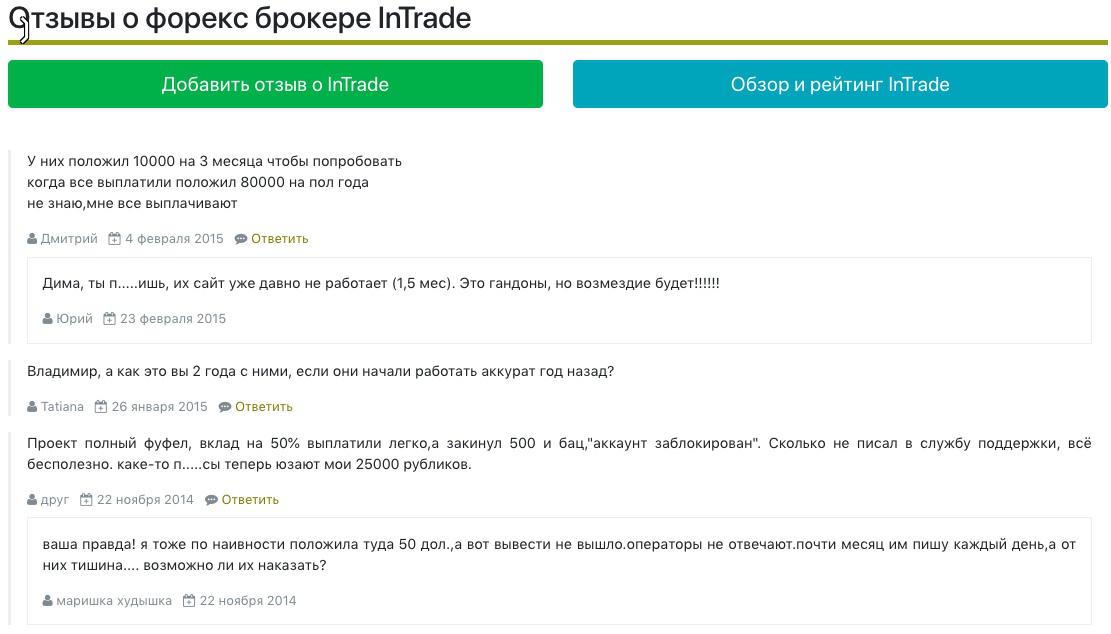 Отзывы о форекс брокере InTrade
Добавить отзыв о InTrade
Обзор и рейтинг InTrade
У них положил 10000 на 3 месяца чтобы попробовать
когда все выплатили положил 80000 на пол года
не знаю,мне все выплачивают
Дмитрий 4 февраля 2015 Ответить
Дима, ты п.....ишь, их сайт уже давно не работает (1,5 мес). Это гандоны, но возмездие будет!!!!!!
Юрий 23 февраля 2015
Владимир, а как это вы 2 года с ними, если они начали работать аккурат год назад?
Tatiana 26 января 2015 Ответить
Проект полный фуфел, вклад на 50% выплатили легко,а закинул 500 и бац,"аккаунт заблокирован". Сколько не писал в службу поддержки, всё
бесполезно. каке-то п.....сы теперь юзают мои 25000 рубликов.
друг 22 ноября 2014 Ответить
ваша правда! я тоже по наивности положила туда 50 дол.,а вот вывести не вышло.операторы не отвечают.почти месяц им пишу каждый день,а от
них тишина.... возможно ли их наказать?
маришка худышка 22 ноября 2014